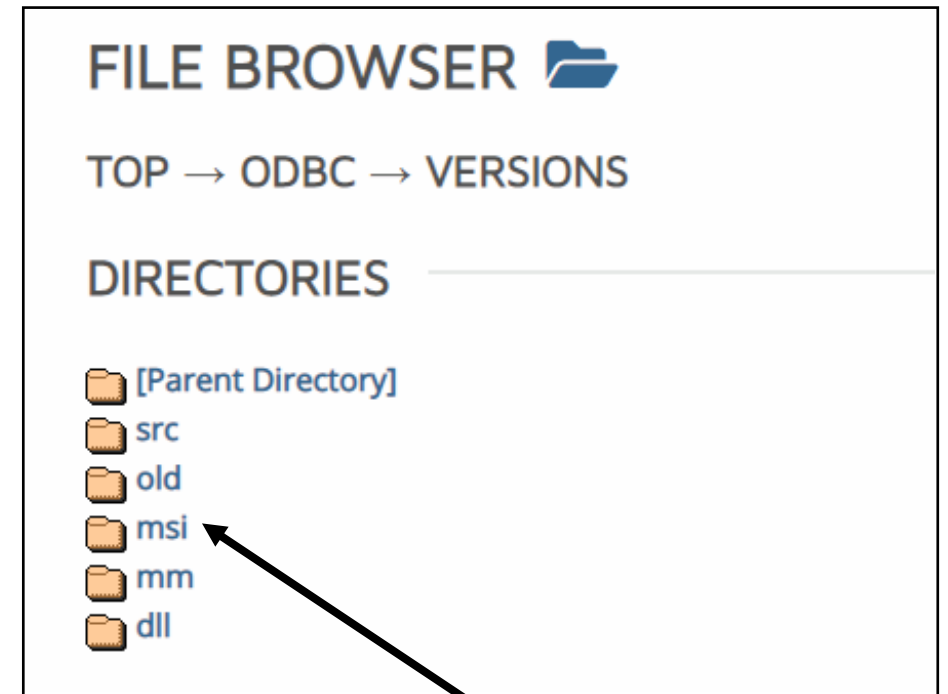 FILE BROWSER
TOP → ODBC → VERSIONS
DIRECTORIES
[Parent Directory]
src
old
msi
mm
dll